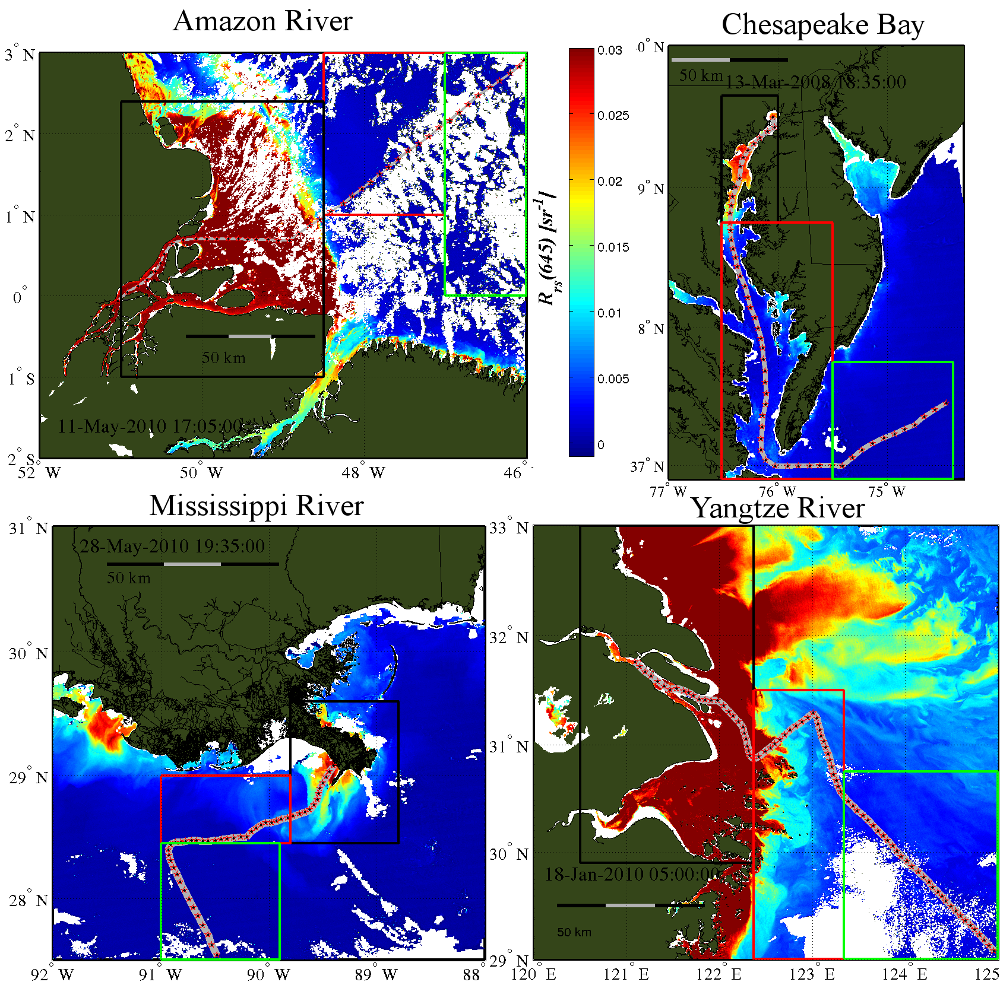 Amazon River
3° N
2° N
1° N
0°
1° S
2° S
52° W
50° W
48° W
46°
50 km
11-May-2010 17:05:00
0.03
0.025
0.02
0.015
0.01
0.005
0
Rrs(645) [sr-1]
Chesapeake Bay
0° N
9° N
8° N
37° N
77° W
76° W
75° W
50 km
13-Mar-2008 18:35:00
Mississippi River
31° N
30° N
29° N
28° N
92° W
91° W
90° W
89° W
88
28-May-2010 19:35:00
50 km
Yangtze River
33° N
32° N
31° N
30° N
29° N
120° E
121° E
122° E
123° E
124° E
125
18-Jan-2010 05:00:00
50 km